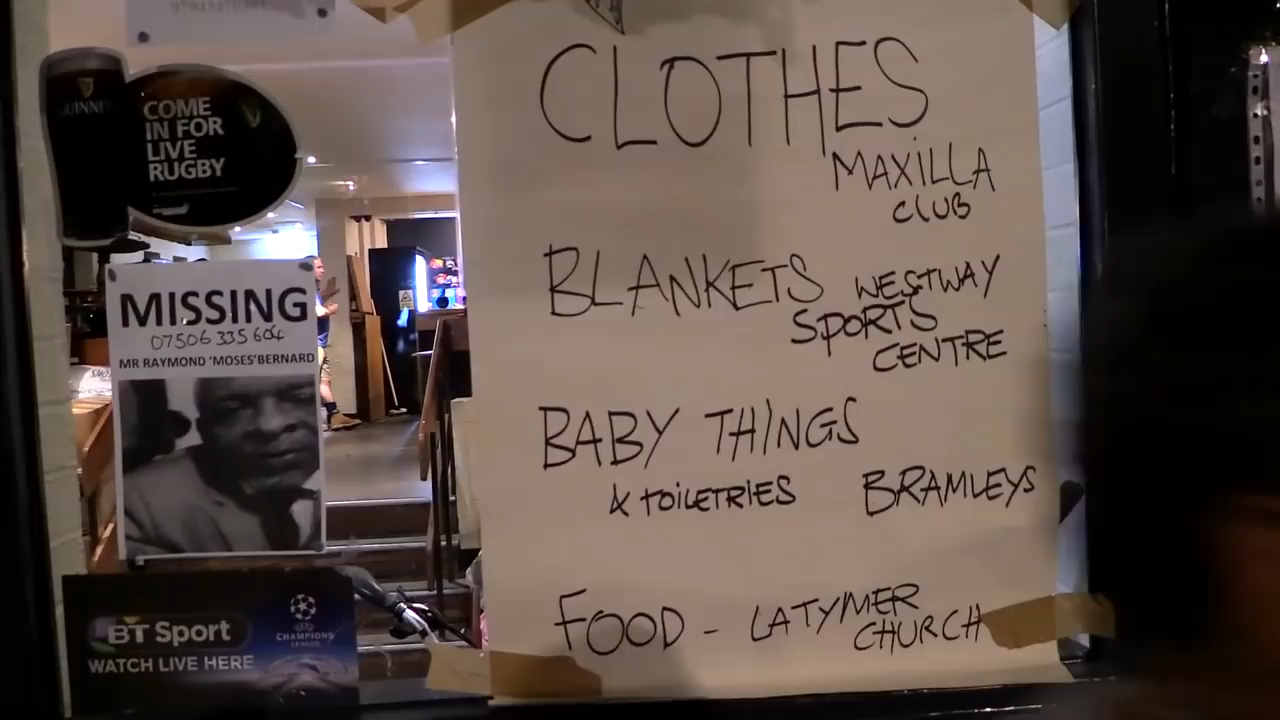 GUINNESS
COME
IN FOR
LIVE
RUGBY
MISSING
07506 335 604
MR RAYMOND 'MOSES' BERNARD
BT Sport
WATCH LIVE HERE
CHAMPIONS
LEAGUE
CLOTHES
MAXILLA
CLUB
BLANKETS WESTWAY
SPORTS
CENTRE
BABY THINGS
& TOILETRIES BRAMLEYS
FOOD - LATYMER
CHURCH